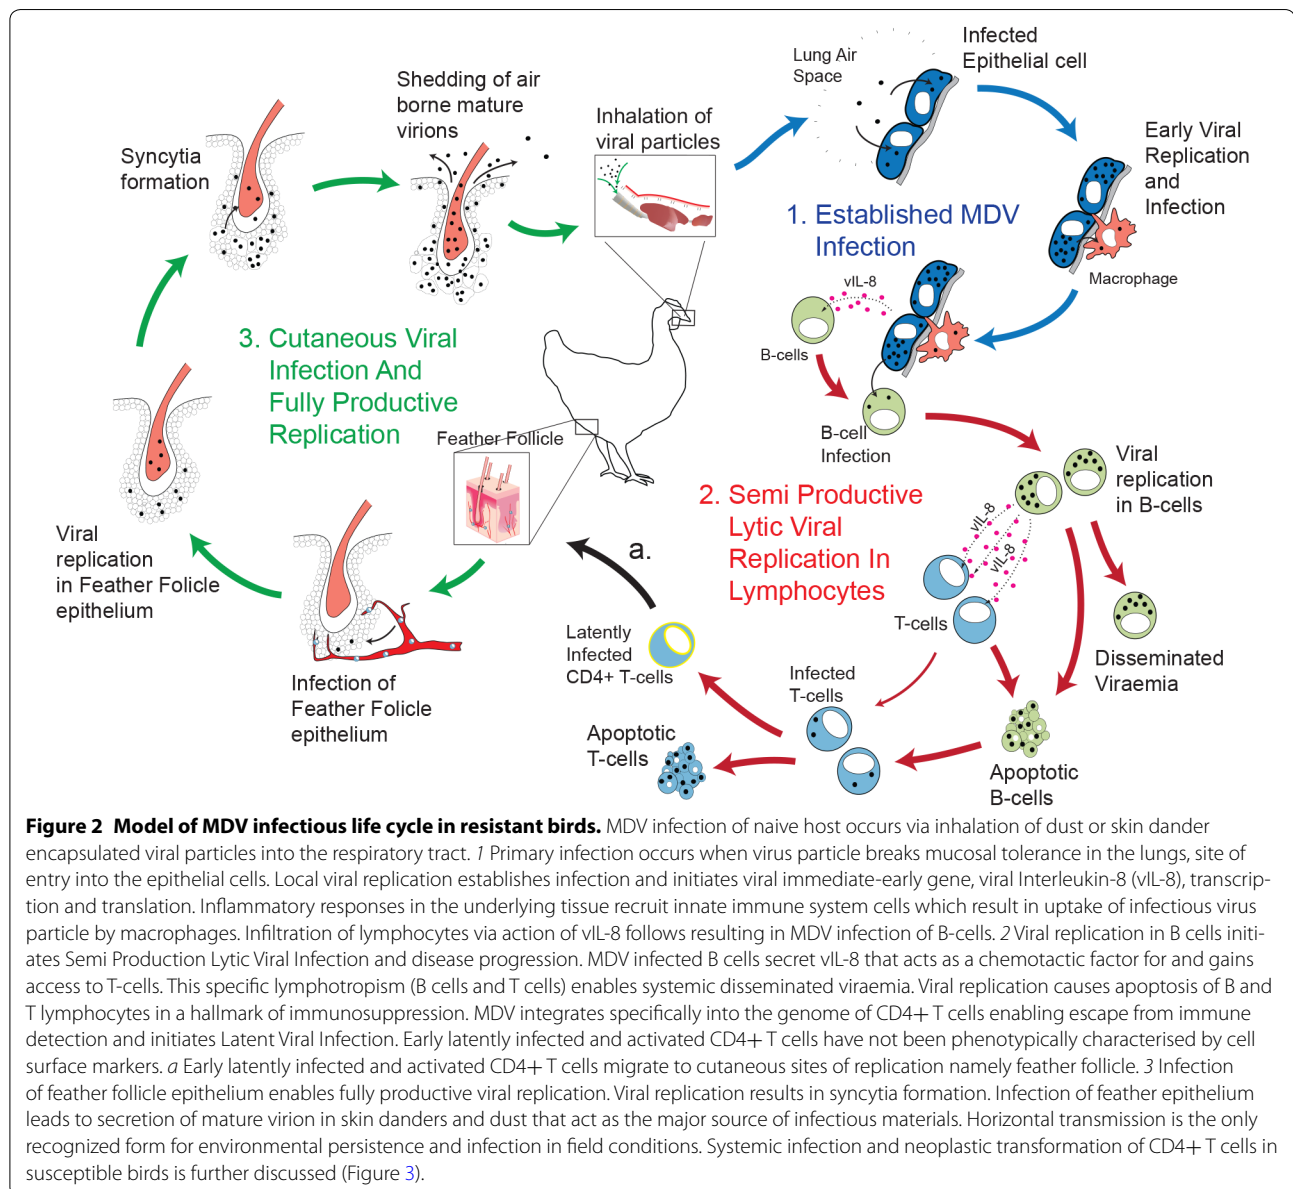 Shedding of air
borne mature
virions
Syncytia
formation
Inhalation of
viral particles
Lung Air
Space
Infected
Epithelial cell
Early Viral
Replication
and
Infection
1. Established MDV
Infection
Macrophage
vIL-8
B-cells
B-cell
Infection
3. Cutaneous Viral
Infection And
Fully Productive
Replication
Feather Follicle
2. Semi Productive
Lytic Viral
Replication In
Lymphocytes
Viral
replication
in B-cells
vIL-8
vIL-8
T-cells
a.
Viral
replication
in Feather Folicle
epithelium
Infection of
Feather Folicle
epithelium
Latently
Infected
CD4+ T-cells
Infected
T-cells
Disseminated
Viraemia
Apoptotic
T-cells
Apoptotic
B-cells
Figure 2 Model of MDV infectious life cycle in resistant birds. MDV infection of naive host occurs via inhalation of dust or skin dander
encapsulated viral particles into the respiratory tract. 1 Primary infection occurs when virus particle breaks mucosal tolerance in the lungs, site of
entry into the epithelial cells. Local viral replication establishes infection and initiates viral immediate-early gene, viral Interleukin-8 (vIL-8), transcrip-
tion and translation. Inflammatory responses in the underlying tissue recruit innate immune system cells which result in uptake of infectious virus
particle by macrophages. Infiltration of lymphocytes via action of vIL-8 follows resulting in MDV infection of B-cells. 2 Viral replication in B cells initi-
ates Semi Production Lytic Viral Infection and disease progression. MDV infected B cells secret vIL-8 that acts as a chemotactic factor for and gains
access to T-cells. This specific lymphotropism (B cells and T cells) enables systemic disseminated viraemia. Viral replication causes apoptosis of B and
T lymphocytes in a hallmark of immunosuppression. MDV integrates specifically into the genome of CD4+ T cells enabling escape from immune
detection and initiates Latent Viral Infection. Early latently infected and activated CD4+ T cells have not been phenotypically characterised by cell
surface markers. a Early latently infected and activated CD4+ T cells migrate to cutaneous sites of replication namely feather follicle. 3 Infection
of feather follicle epithelium enables fully productive viral replication. Viral replication results in syncytia formation. Infection of feather epithelium
leads to secretion of mature virion in skin danders and dust that act as the major source of infectious materials. Horizontal transmission is the only
recognized form for environmental persistence and infection in field conditions. Systemic infection and neoplastic transformation of CD4+ T cells in
susceptible birds is further discussed (Figure 3).